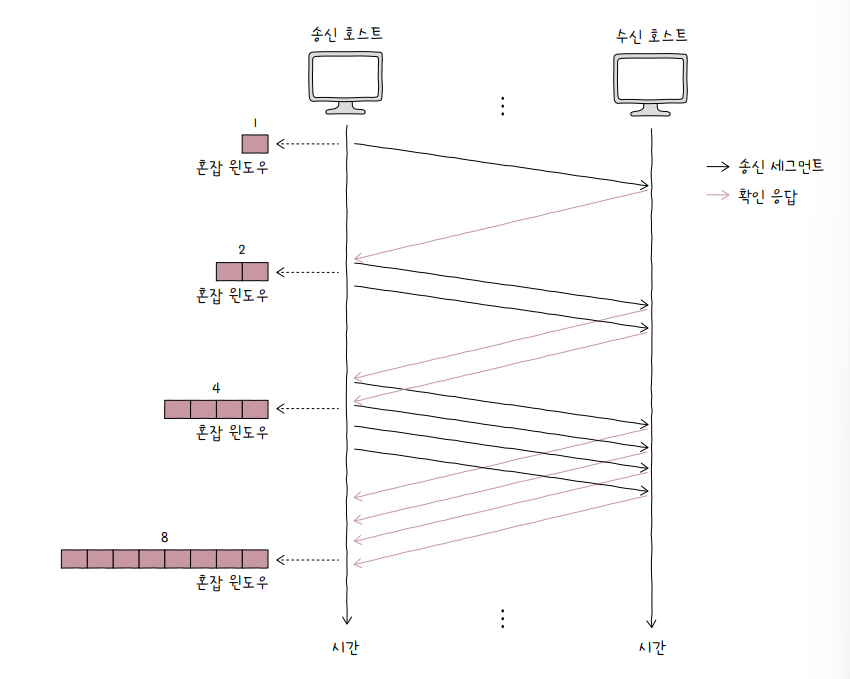 송신 호스트
수신 호스트
1
혼잡 윈도우
송신 세그먼트
확인 응답
2
혼잡 윈도우
4
혼잡 윈도우
8
혼잡 윈도우
시간
시간